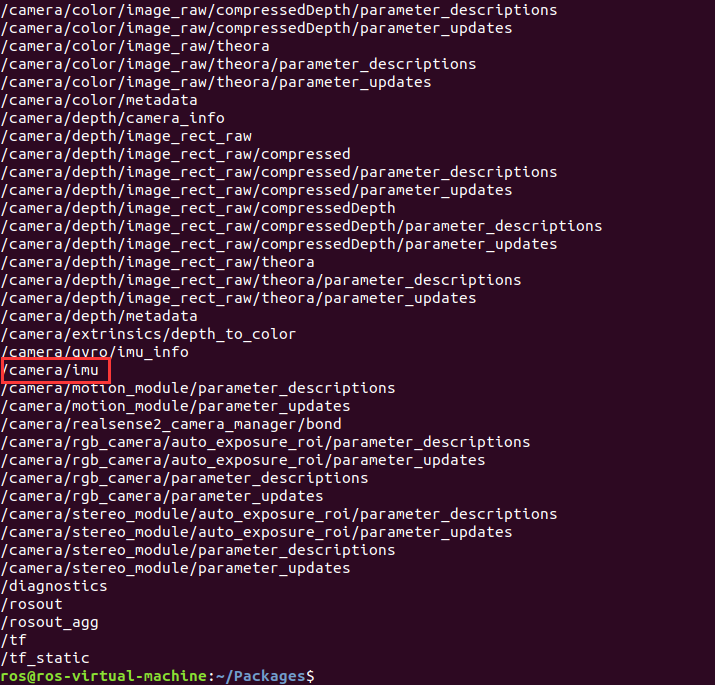 /camera/color/image_raw/compressedDepth/parameter_descriptions
/camera/color/image_raw/compressedDepth/parameter_updates
/camera/color/image_raw/theora
/camera/color/image_raw/theora/parameter_descriptions
/camera/color/image_raw/theora/parameter_updates
/camera/color/metadata
/camera/depth/camera_info
/camera/depth/image_rect_raw
/camera/depth/image_rect_raw/compressed
/camera/depth/image_rect_raw/compressed/parameter_descriptions
/camera/depth/image_rect_raw/compressed/parameter_updates
/camera/depth/image_rect_raw/compressedDepth
/camera/depth/image_rect_raw/compressedDepth/parameter_descriptions
/camera/depth/image_rect_raw/compressedDepth/parameter_updates
/camera/depth/image_rect_raw/theora
/camera/depth/image_rect_raw/theora/parameter_descriptions
/camera/depth/image_rect_raw/theora/parameter_updates
/camera/depth/metadata
/camera/extrinsics/depth_to_color
/camera/gyro/imu_info
/camera/imu
/camera/motion_module/parameter_descriptions
/camera/motion_module/parameter_updates
/camera/realsense2_camera_manager/bond
/camera/rgb_camera/auto_exposure_roi/parameter_descriptions
/camera/rgb_camera/auto_exposure_roi/parameter_updates
/camera/rgb_camera/parameter_descriptions
/camera/rgb_camera/parameter_updates
/camera/stereo_module/auto_exposure_roi/parameter_descriptions
/camera/stereo_module/auto_exposure_roi/parameter_updates
/camera/stereo_module/parameter_descriptions
/camera/stereo_module/parameter_updates
/diagnostics
/rosout
/rosout_agg
/tf
/tf_static
ros@ros-virtual-machine:~/Packages$